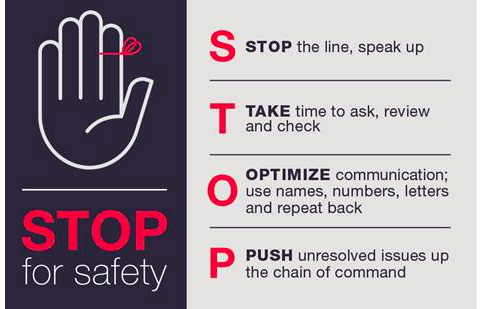 STOP
for safety
S STOP the line, speak up
T TAKE time to ask, review
and check
O OPTIMIZE communication;
use names, numbers, letters
and repeat back
P PUSH unresolved issues up
the chain of command